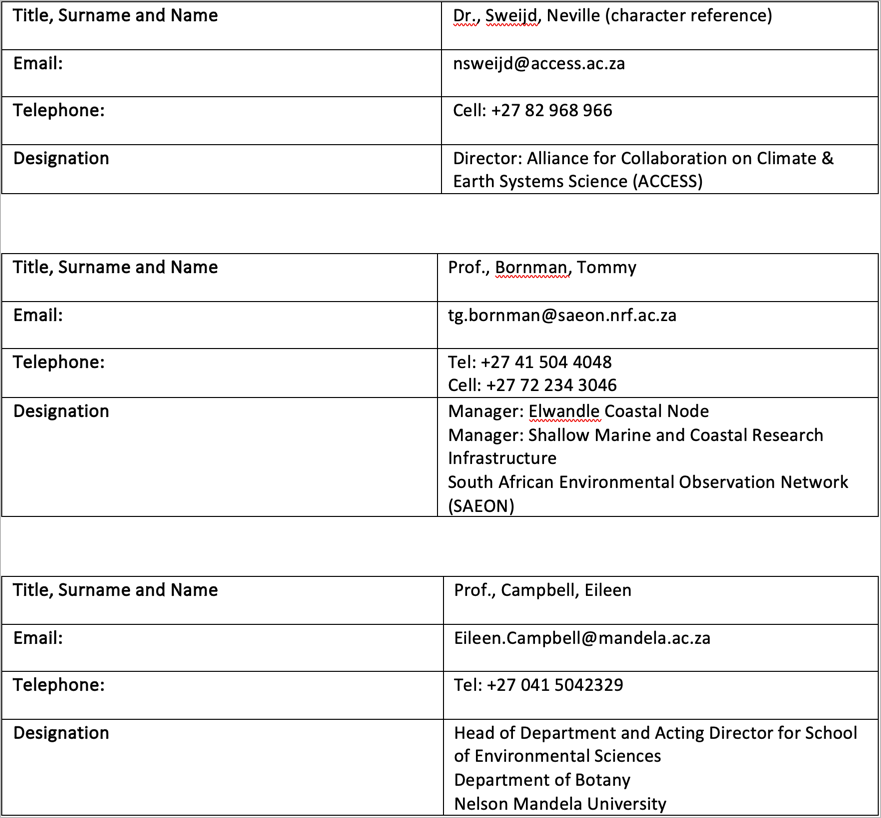 Title, Surname and Name Dr., Sweijd, Neville (character reference)
Email: nsweijd@access.ac.za
Telephone: Cell: +27 82 968 966
Designation Director: Alliance for Collaboration on Climate &
Earth Systems Science (ACCESS)
Title, Surname and Name Prof., Bornman, Tommy
Email: tg.bornman@saeon.nrf.ac.za
Telephone: Tel: +27 41 504 4048
Cell: +27 72 234 3046
Designation Manager: Elwandle Coastal Node
Manager: Shallow Marine and Coastal Research
Infrastructure
South African Environmental Observation Network
(SAEON)
Title, Surname and Name Prof., Campbell, Eileen
Email: Eileen.Campbell@mandela.ac.za
Telephone: Tel: +27 041 5042329
Designation Head of Department and Acting Director for School
of Environmental Sciences
Department of Botany
Nelson Mandela University